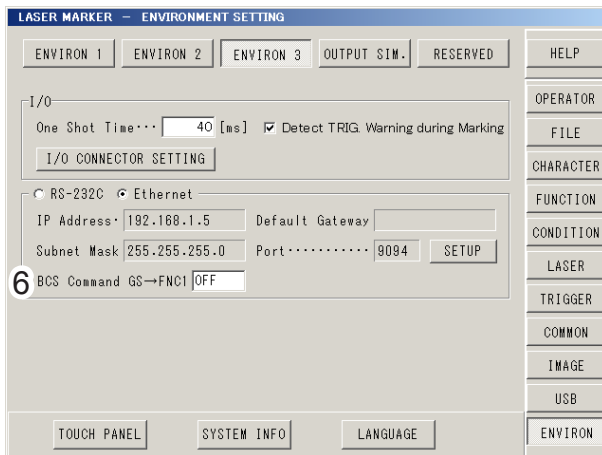 LASER MARKER − ENVIRONMENT SETTING
ENVIRON 1 ENVIRON 2 ENVIRON 3 OUTPUT SIM. RESERVED
I/O
One Shot Time··· 40 [ms] Detect TRIG. Warning during Marking
I/O CONNECTOR SETTING
RS-232C Ethernet
IP Address· 192.168.1.5 Default Gateway
Subnet Mask 255.255.255.0 Port··········· 9094 SETUP
6 BCS Command GS→FNC1 OFF
TOUCH PANEL SYSTEM INFO LANGUAGE
HELP
OPERATOR
FILE
CHARACTER
FUNCTION
CONDITION
LASER
TRIGGER
COMMON
IMAGE
USB
ENVIRON